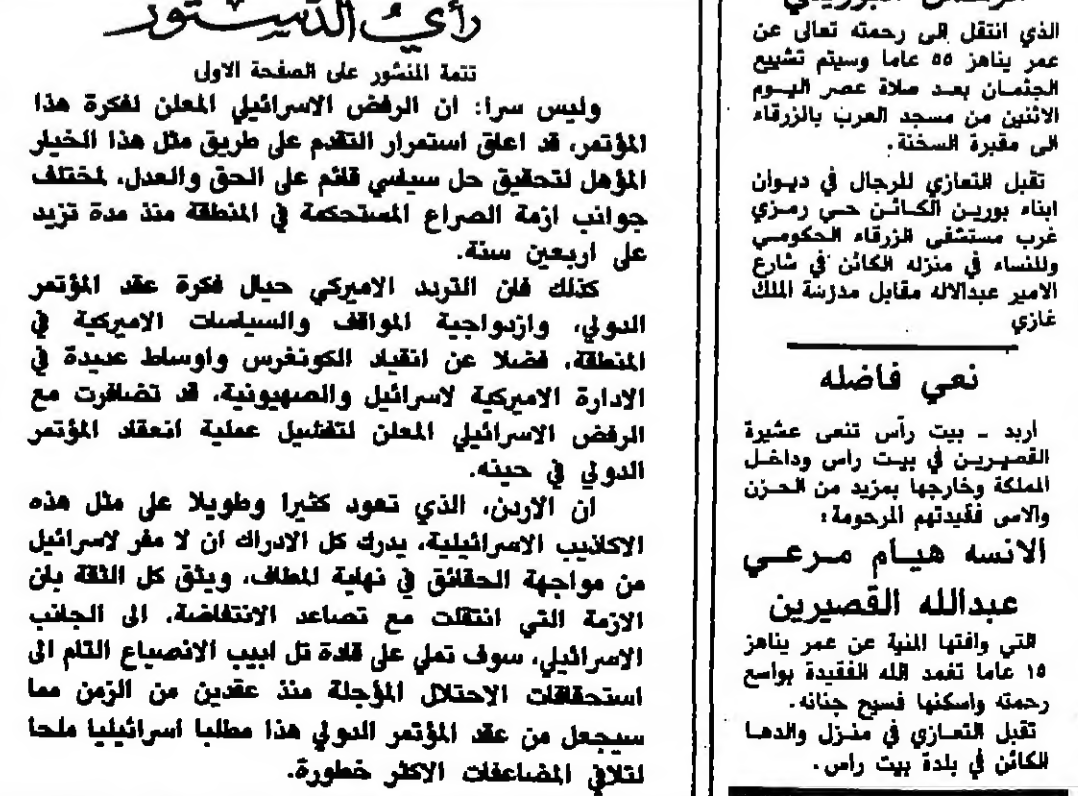 رأي الدستور
تتمة المنشور على الصفحة الاولى
وليس سرا: ان الرفض الاسرائيلي المعلن لفكرة هذا
المؤتمر، قد اعاق استمرار التقدم على طريق مثل هذا الخيار
المؤهل لتحقيق حل سياسي قائم على الحق والعدل، لمختلف
جوانب ازمة الصراع المستحكمة في المنطقة منذ مدة تزيد
على اربعين سنة.
كذلك فان التردد الاميركي حيال فكرة عقد المؤتمر
الدولي، وازدواجية المواقف والسياسات الاميركية في
المنطقة، فضلا عن انقياد الكونغرس واوساط عديدة في
الادارة الاميركية لاسرائيل والصهيونية، قد تضافرت مع
الرفض الاسرائيلي المعلن لتفشيل عملية انعقاد المؤتمر
الدولي في حينه.
ان الاردن، الذي تعود كثيرا وطويلا على مثل هذه
الاكاذيب الاسرائيلية، يدرك كل الادراك ان لا مفر لاسرائيل
من مواجهة الحقائق في نهاية المطاف، ويثق كل الثقة بان
الازمة التي انتقلت مع تصاعد الانتفاضة، الى الجانب
الاسرائيلي، سوف تملي على قادة تل ابيب الانصياع التام الى
استحقاقات الاحتلال المؤجلة منذ عقدين من الزمن مما
سيجعل من عقد المؤتمر الدولي هذا مطلبا اسرائيليا ملحا
لتلافي المضاعفات الاكثر خطورة.
الذي انتقل الى رحمته تعالى عن
عمر يناهز ٥٥ عاما وسيتم تشييع
الجثمان بعد صلاة عصر اليوم
الاثنين من مسجد العرب بالزرقاء
الى مقبرة السخنة.
تقبل التعازي للرجال في ديوان
ابناء بورين الكائن حي رمزي
غرب مستشفى الزرقاء الحكومي
وللنساء في منزله الكائن في شارع
الامير عبدالاله مقابل مدرسة الملك
غازي
نعي فاضله
اربد - بيت رأس تنعى عشيرة
القصيرين في بيت راس وداخل
المملكة وخارجها بمزيد من الحزن
والاسى فقيدتهم المرحومة:
الانسه هيام مرعي
عبدالله القصيرين
التي وافتها المنية عن عمر يناهز
١٥ عاما تغمد الله الفقيدة بواسع
رحمته واسكنها فسيح جنانه.
تقبل التعازي في منزل والدها
الكائن في بلدة بيت راس.